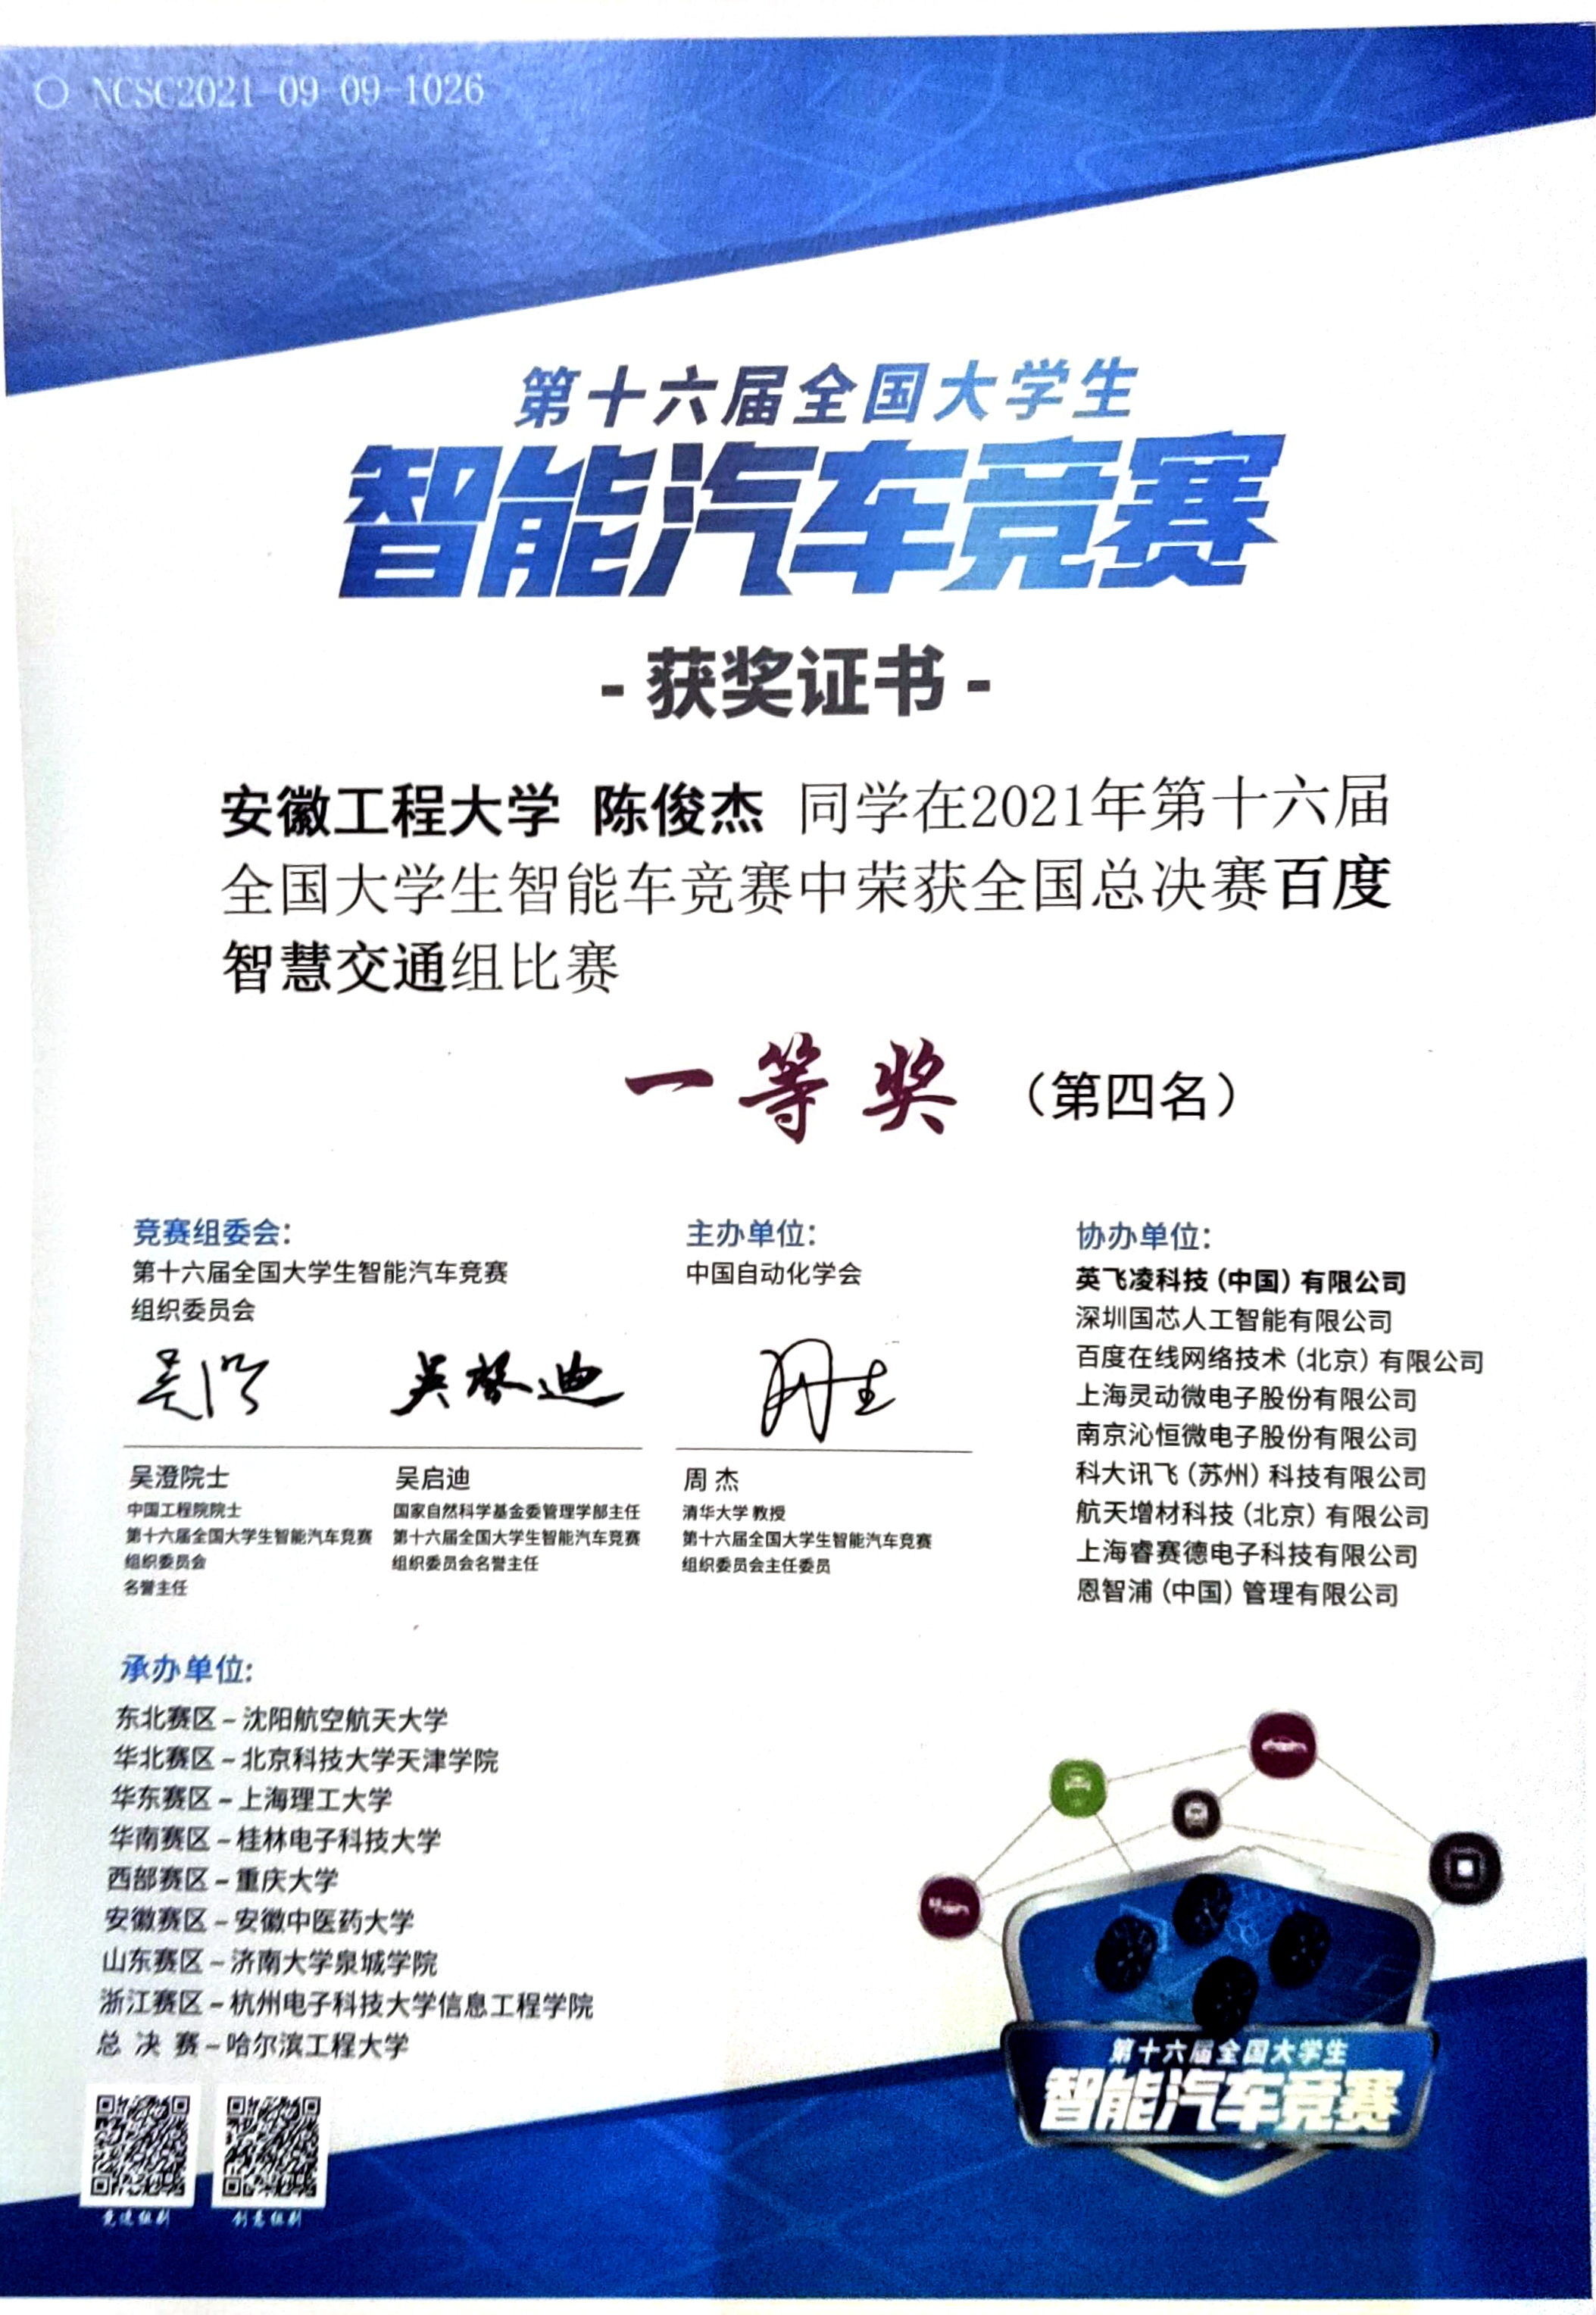 NCSC2021-09-09-1026
第十六届全国大学生
智能汽车竞赛
- 获奖证书 -
安徽工程大学 陈俊杰 同学在2021年第十六届
全国大学生智能车竞赛中荣获全国总决赛百度
智慧交通组比赛
一等奖（第四名）
竞赛组委会：
第十六届全国大学生智能汽车竞赛
组织委员会
吴澄
吴启迪
吴澄院士
中国工程院院士
第十六届全国大学生智能汽车竞赛
组织委员会
名誉主任
吴启迪
国家自然科学基金委管理学部主任
第十六届全国大学生智能汽车竞赛
组织委员会名誉主任
主办单位：
中国自动化学会
周杰
清华大学 教授
第十六届全国大学生智能汽车竞赛
组织委员会主任委员
协办单位：
英飞凌科技（中国）有限公司
深圳国芯人工智能有限公司
百度在线网络技术（北京）有限公司
上海灵动微电子股份有限公司
南京沁恒微电子股份有限公司
科大讯飞（苏州）科技有限公司
航天增材科技（北京）有限公司
上海睿赛德电子科技有限公司
恩智浦（中国）管理有限公司
承办单位:
东北赛区－沈阳航空航天大学
华北赛区－北京科技大学天津学院
华东赛区－上海理工大学
华南赛区－桂林电子科技大学
西部赛区－重庆大学
安徽赛区－安徽中医药大学
山东赛区－济南大学泉城学院
浙江赛区－杭州电子科技大学信息工程学院
总 决 赛－哈尔滨工程大学
竞速组别
创意组别
第十六届全国大学生
智能汽车竞赛